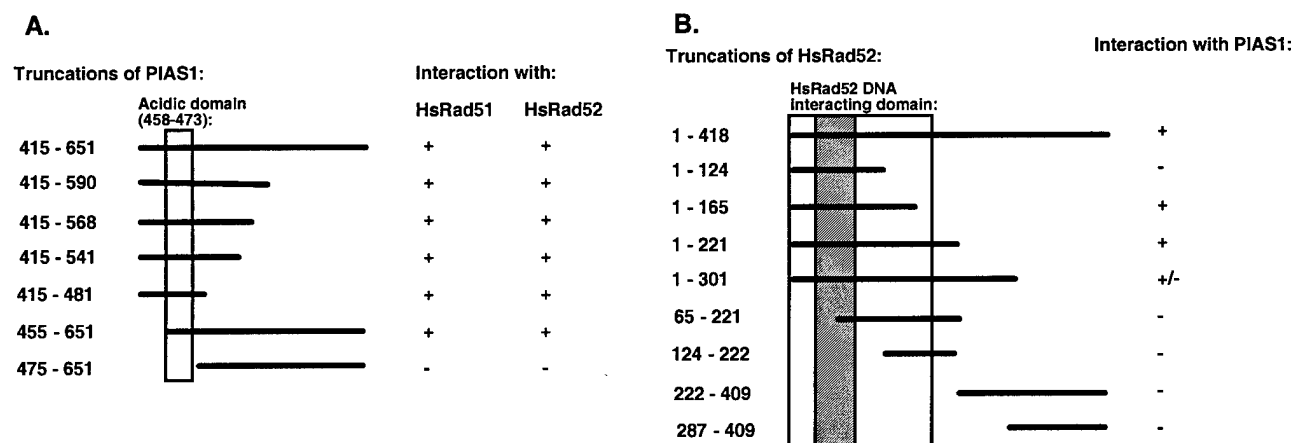 A.
Truncations of PIAS1:
Interaction with:
Acidic domain
(458-473):
HsRad51 HsRad52
415 - 651 + +
415 - 590 + +
415 - 568 + +
415 - 541 + +
415 - 481 + +
455 - 651 + +
475 - 651 - -
B.
Truncations of HsRad52:
Interaction with PIAS1:
HsRad52 DNA
interacting domain:
1 - 418 +
1 - 124 -
1 - 165 +
1 - 221 +
1 - 301 +/-
65 - 221 -
124 - 222 -
222 - 409 -
287 - 409 -